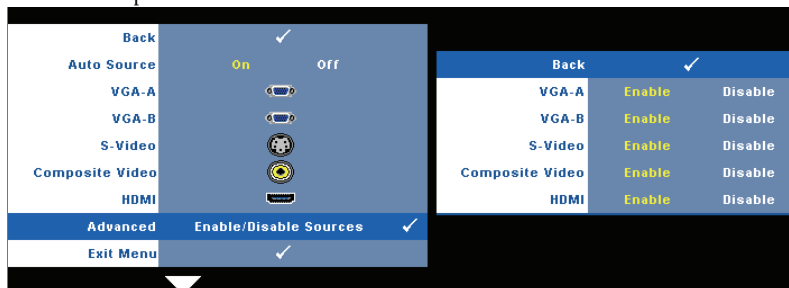 Back
Auto Source On Off
VGA-A
VGA-B
S-Video
Composite Video
HDMI
Advanced Enable/Disable Sources
Exit Menu
Back
VGA-A Enable Disable
VGA-B Enable Disable
S-Video Enable Disable
Composite Video Enable Disable
HDMI Enable Disable